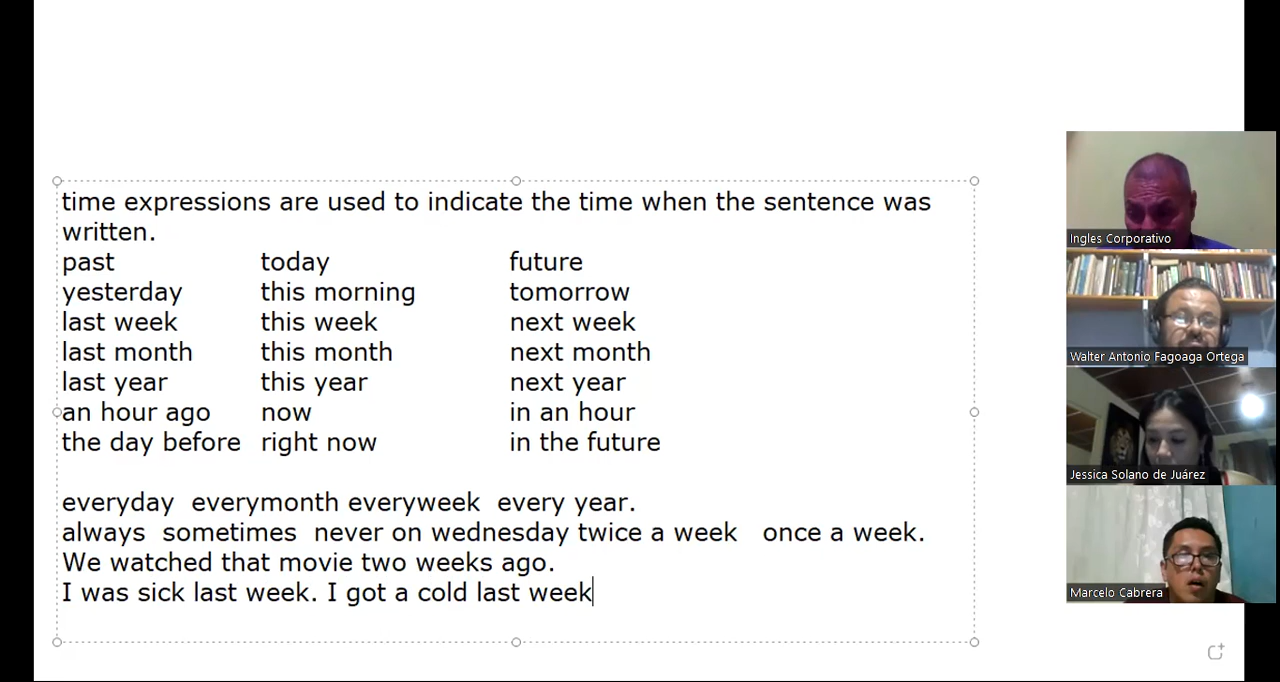 time expressions are used to indicate the time when the sentence was
written.
past today future
yesterday this morning tomorrow
last week this week next week
last month this month next month
last year this year next year
an hour ago now in an hour
the day before right now in the future
everyday everymonth everyweek every year.
always sometimes never on wednesday twice a week once a week.
We watched that movie two weeks ago.
I was sick last week. I got a cold last week
Ingles Corporativo
Walter Antonio Fagoaga Ortega
Jessica Solano de Juárez
Marcelo Cabrera